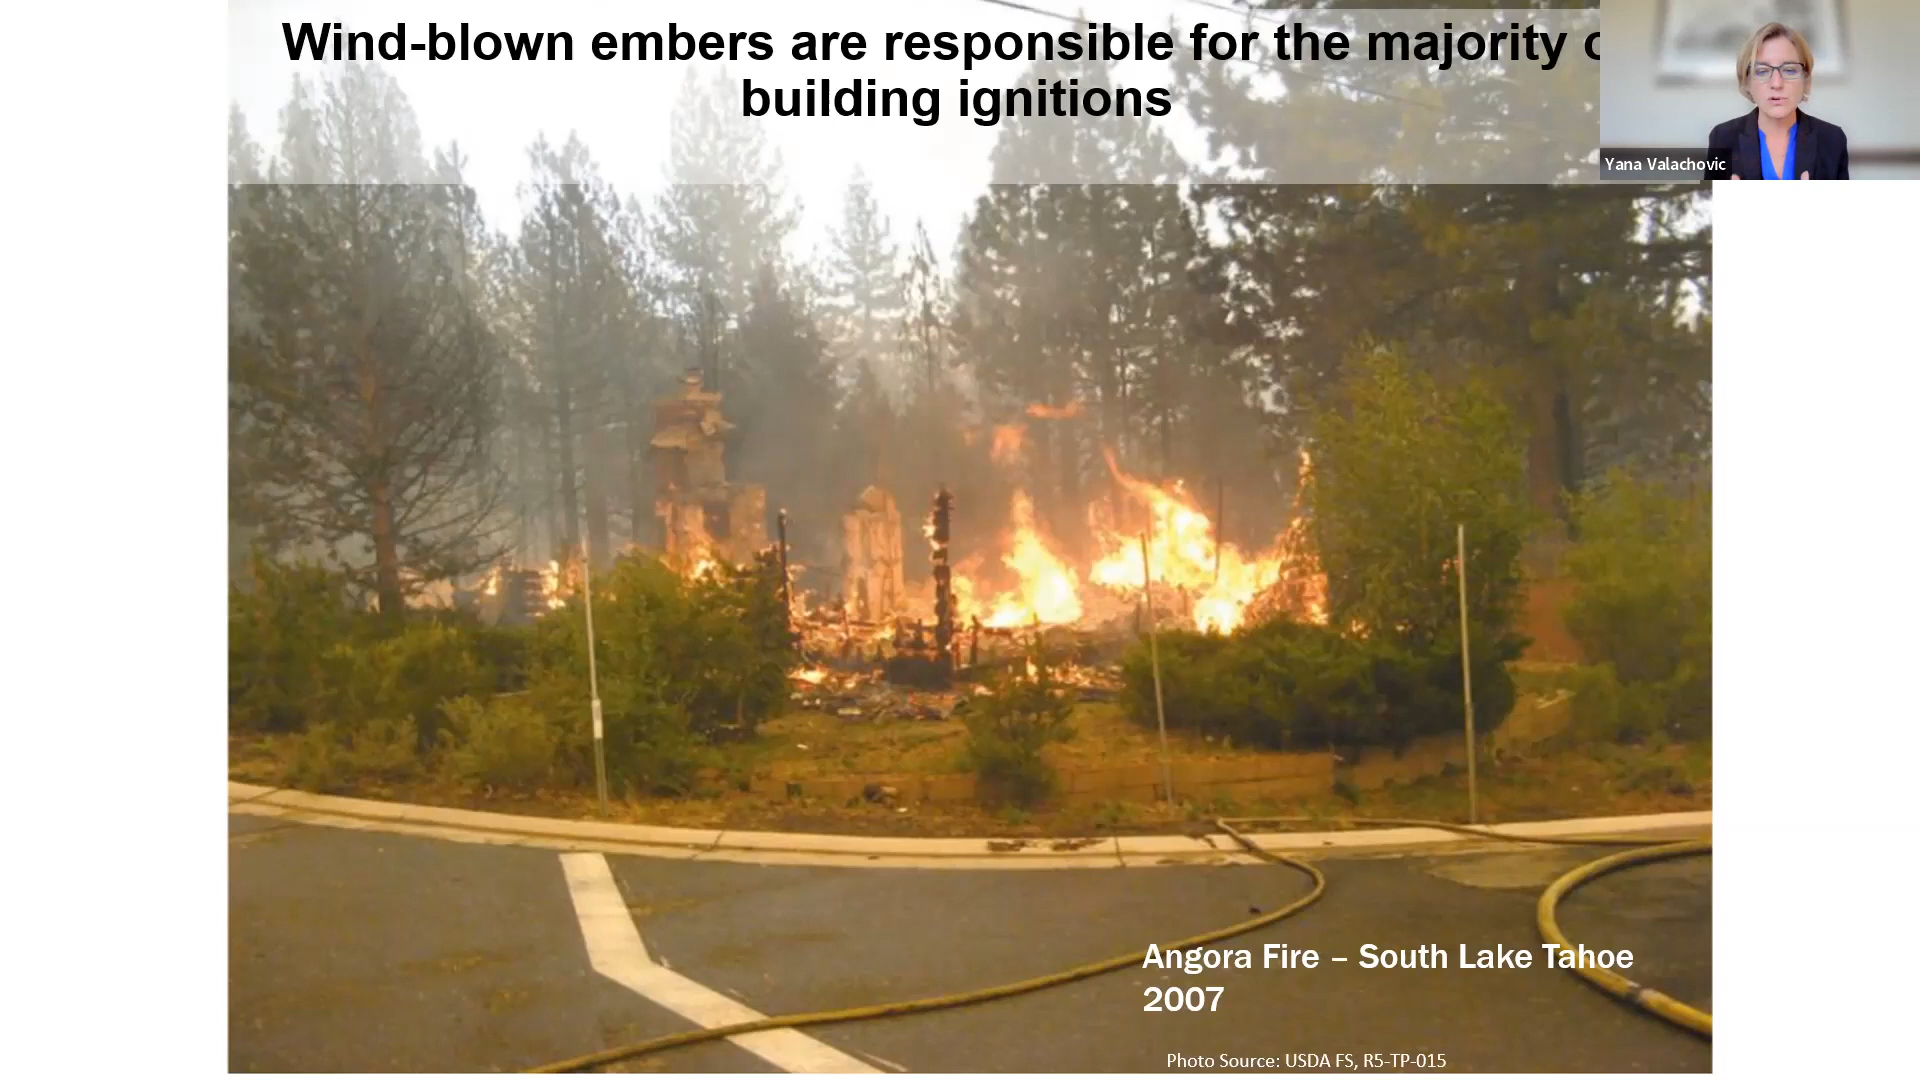 Wind-blown embers are responsible for the majority
building ignitions
Yana Valachovic
Angora Fire – South Lake Tahoe
2007
Photo Source: USDA FS, R5-TP-015